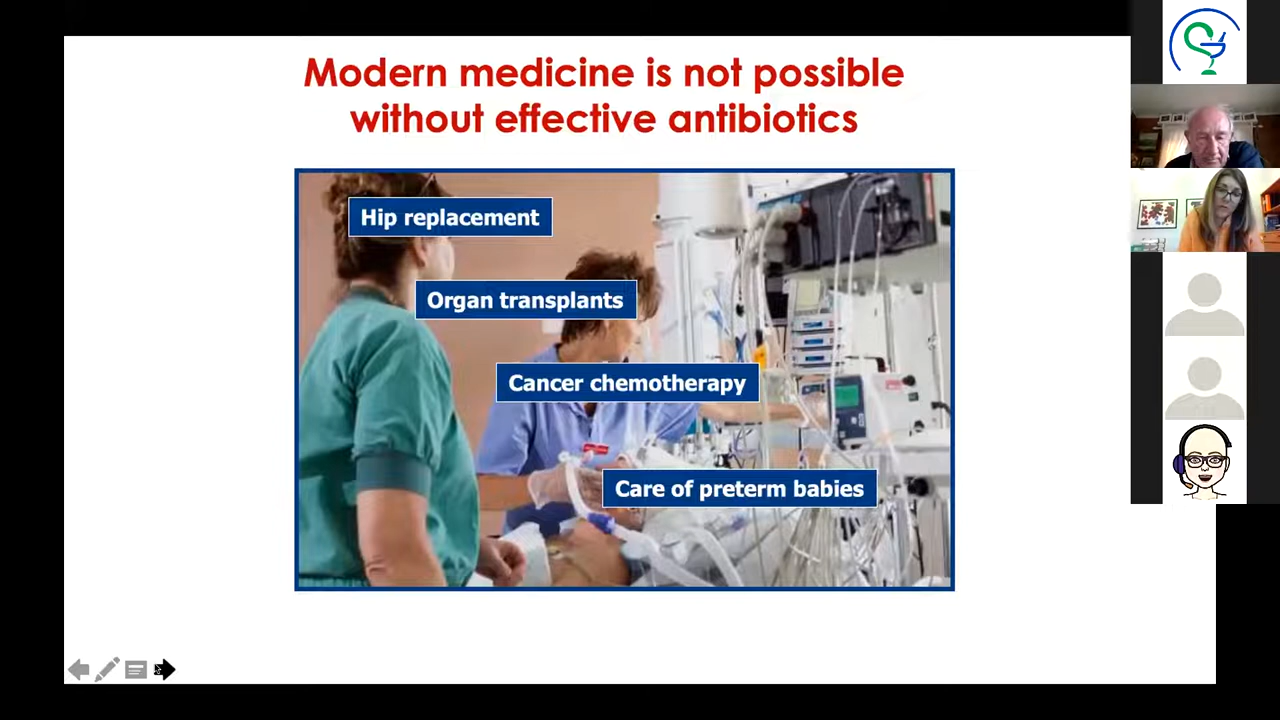 Modern medicine is not possible
without effective antibiotics
Hip replacement
Organ transplants
Cancer chemotherapy
Care of preterm babies